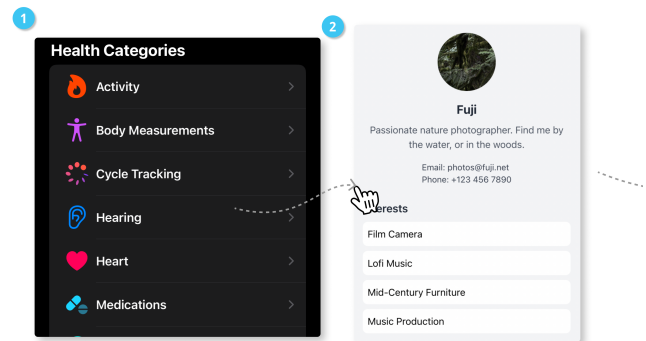 1
Health Categories
Activity
Body Measurements
Cycle Tracking
Hearing
Heart
Medications
2
Fuji
Passionate nature photographer. Find me by
the water, or in the woods.
Email: photos@fuji.net
Phone: +123 456 7890
erests
Film Camera
Lofi Music
Mid-Century Furniture
Music Production